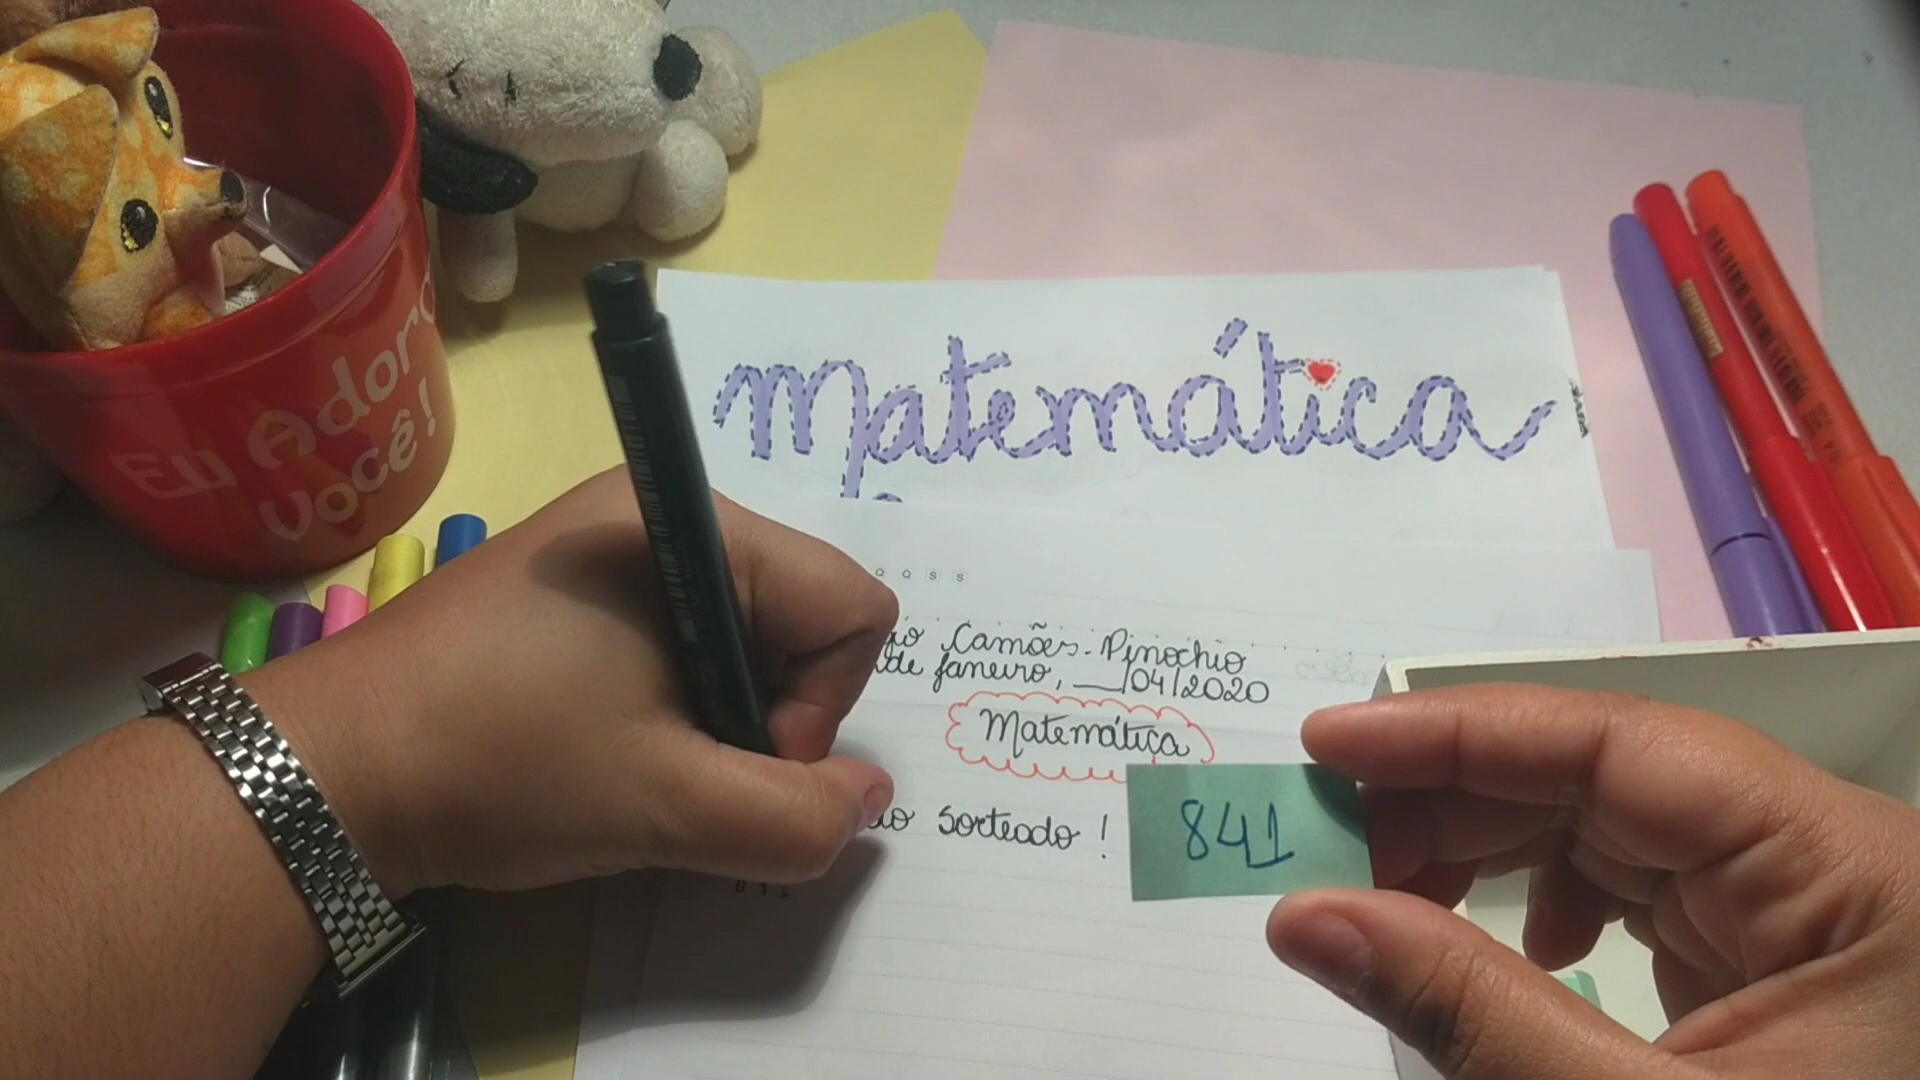 Eu Adoro
Você!
Matemática
Q Q S S
Camões-Pinochio
de janeiro, __/04/2020
Matemática
sorteado !
841